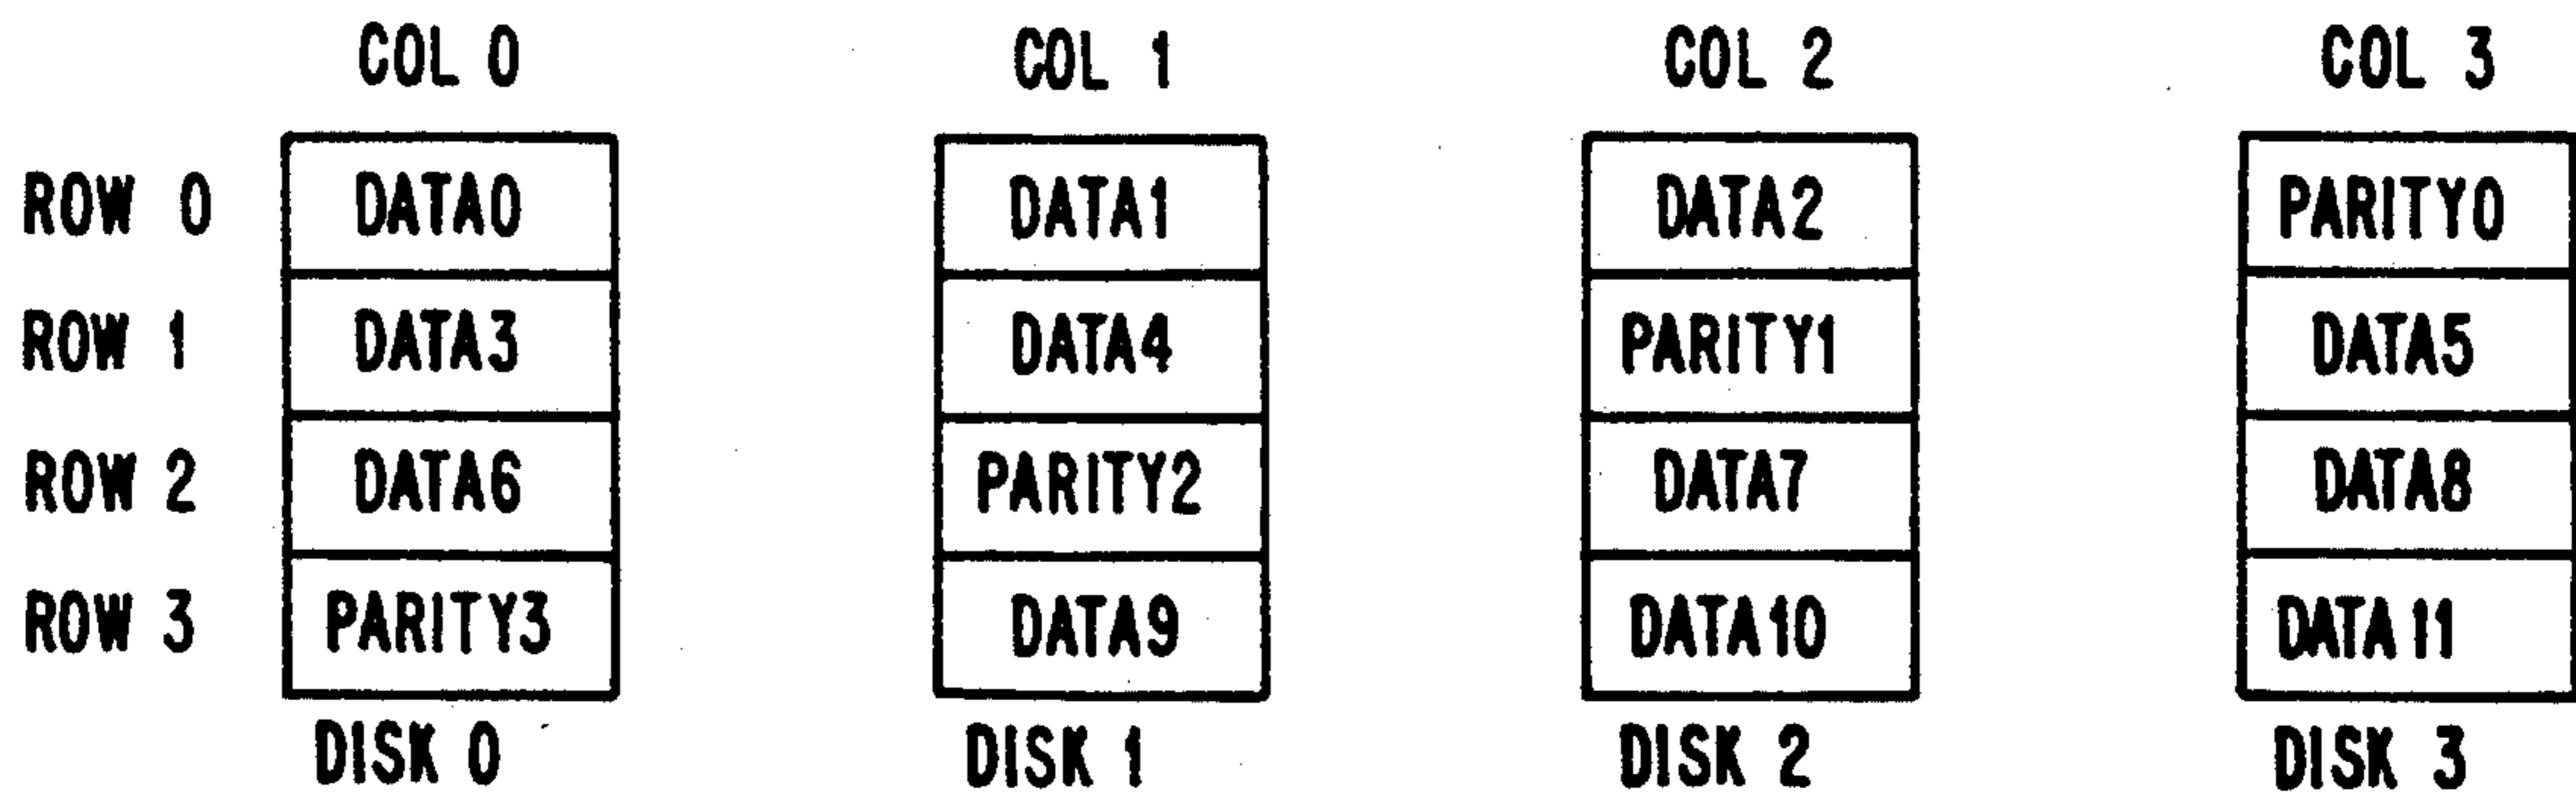 COL 0 COL 1 COL 2 COL 3
ROW 0 DATA0 DATA1 DATA2 PARITY0
ROW 1 DATA3 DATA4 PARITY1 DATA5
ROW 2 DATA6 PARITY2 DATA7 DATA8
ROW 3 PARITY3 DATA9 DATA10 DATA11
DISK 0 DISK 1 DISK 2 DISK 3